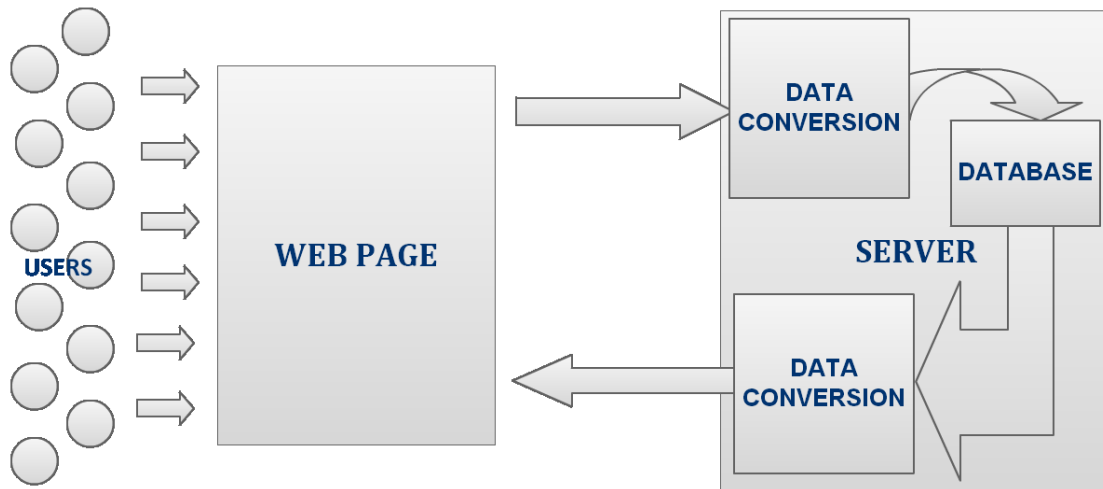 USERS
WEB PAGE
DATA
CONVERSION
DATABASE
SERVER
DATA
CONVERSION